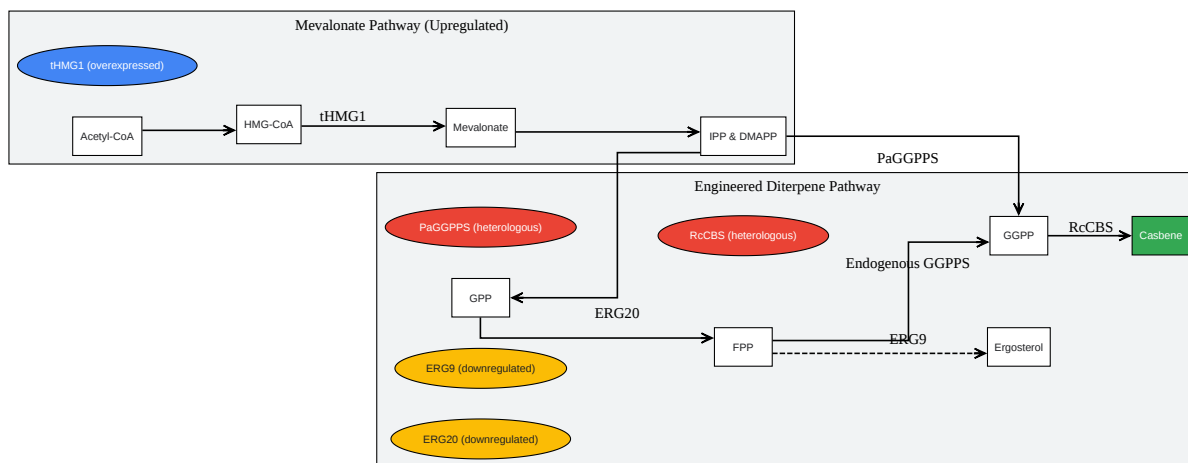 Mevalonate Pathway (Upregulated)
tHMG1 (overexpressed)
Acetyl-CoA
HMG-CoA
tHMG1
Mevalonate
IPP & DMAPP
PaGGPPS
Engineered Diterpene Pathway
PaGGPPS (heterologous)
RcCBS (heterologous)
GGPP
RcCBS
Casbene
Endogenous GGPPS
GPP
ERG20
FPP
ERG9
Ergosterol
ERG9 (downregulated)
ERG20 (downregulated)